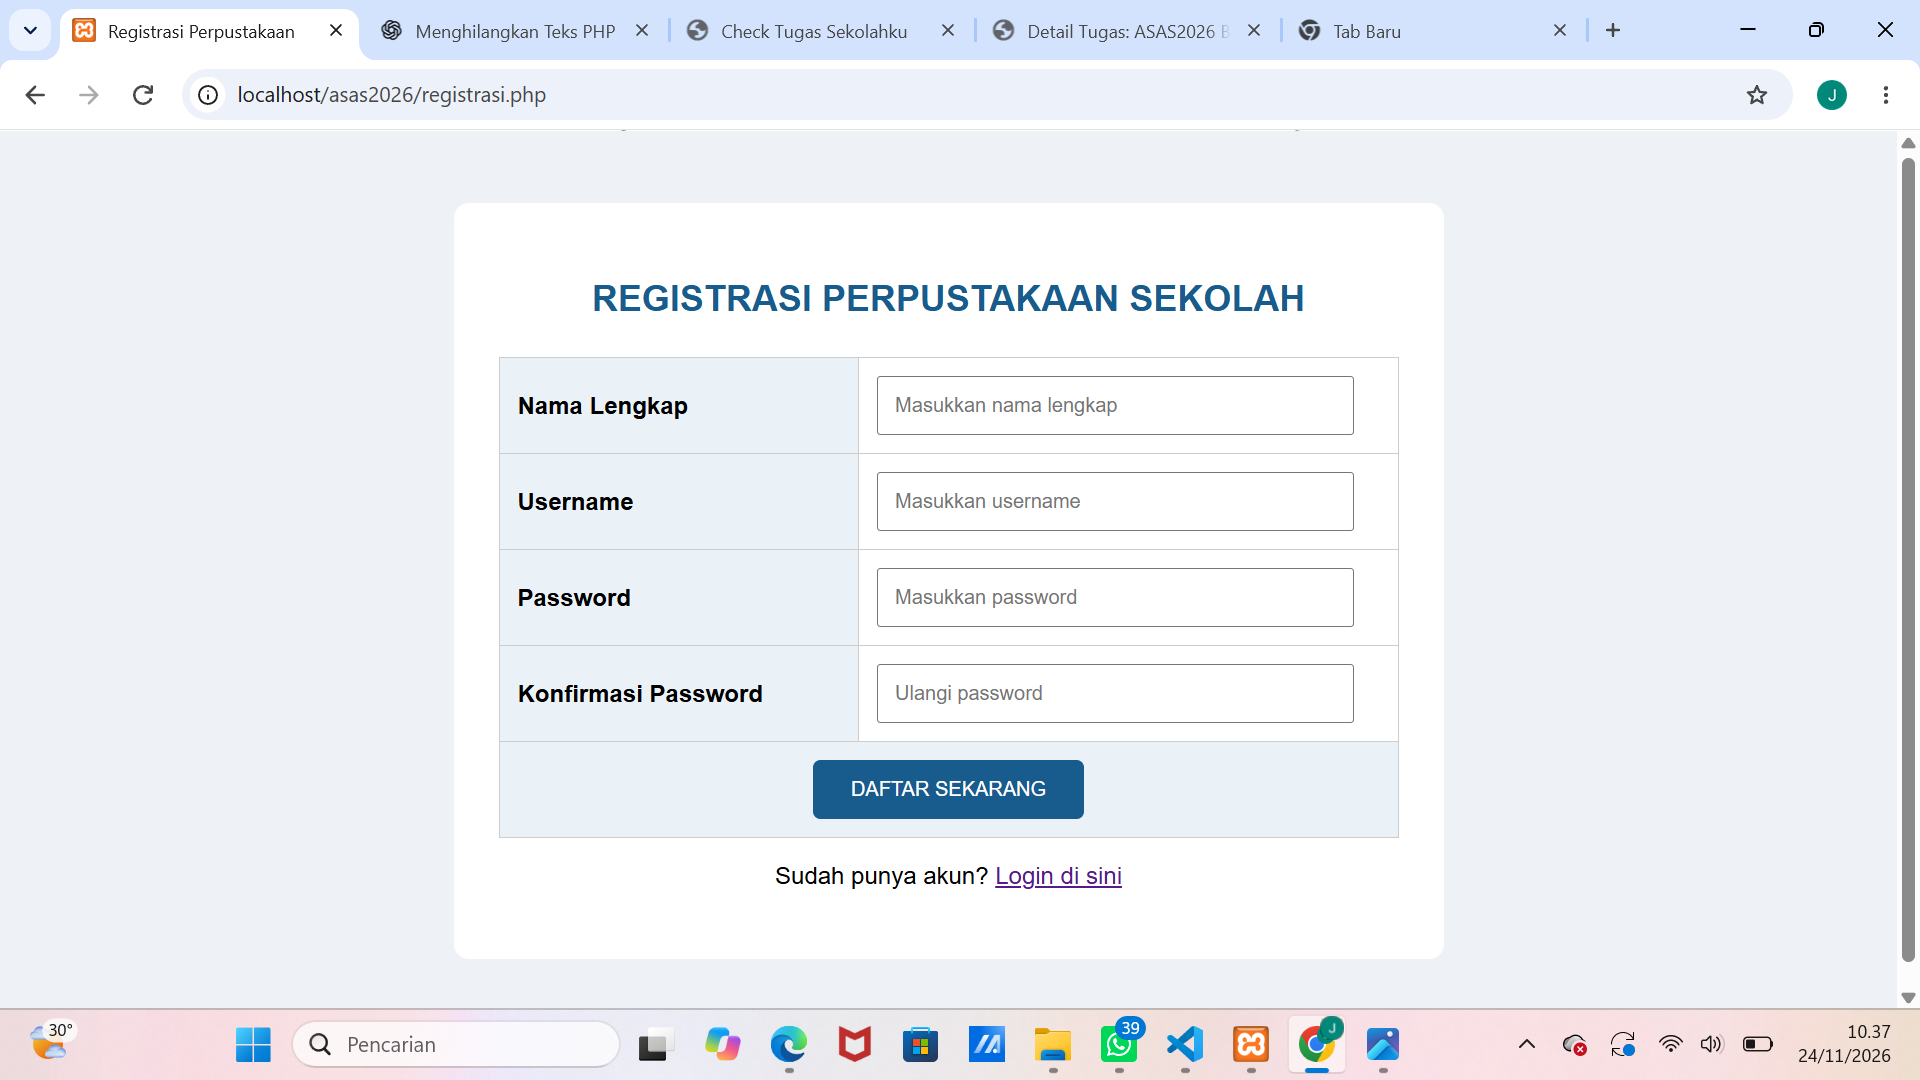 Registrasi Perpustakaan
Menghilangkan Teks PHP
Check Tugas Sekolahku
Detail Tugas: ASAS2026 B
Tab Baru
localhost/asas2026/registrasi.php
J
REGISTRASI PERPUSTAKAAN SEKOLAH
Nama Lengkap
Masukkan nama lengkap
Username
Masukkan username
Password
Masukkan password
Konfirmasi Password
Ulangi password
DAFTAR SEKARANG
Sudah punya akun? Login di sini
30°
Pencarian
39
J
10.37
24/11/2026